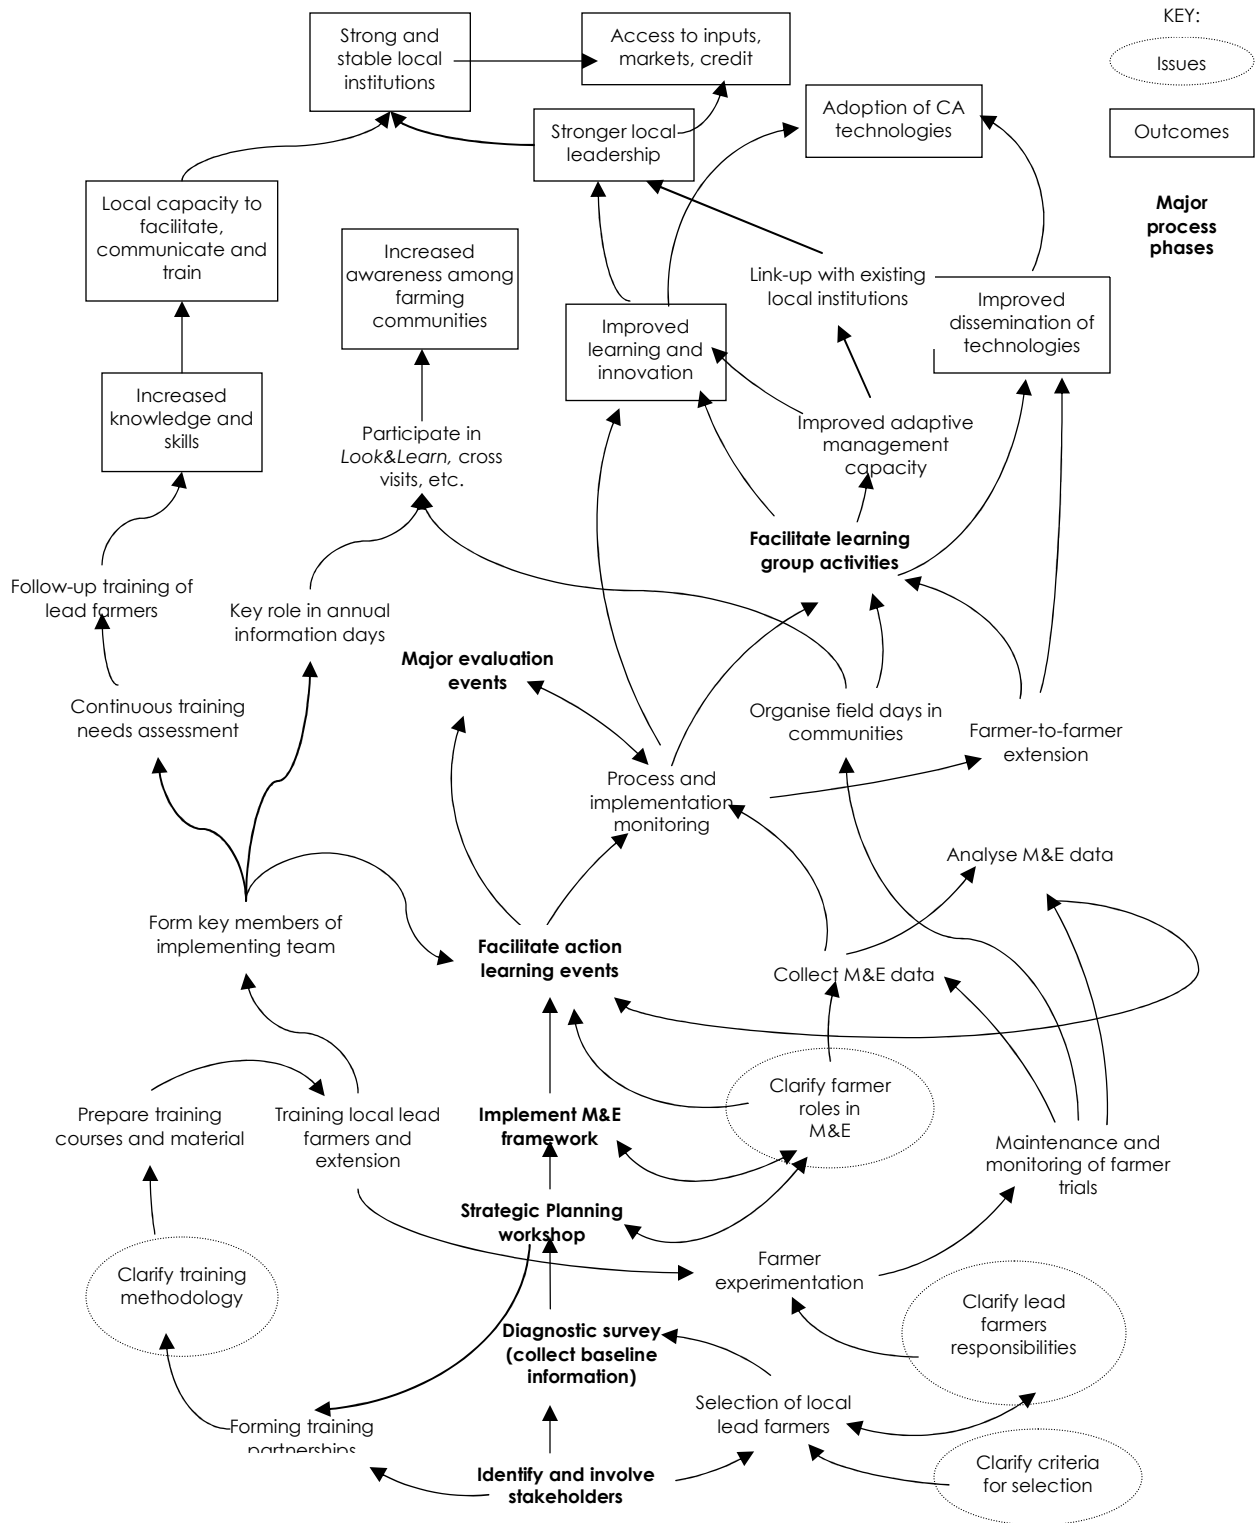 KEY:
Issues
Outcomes
Major
process
phases
Strong and
stable local
institutions
Access to inputs,
markets, credit
Stronger local
leadership
Adoption of CA
technologies
Local capacity to
facilitate,
communicate and
train
Increased
awareness among
farming
communities
Link-up with existing
local institutions
Improved
dissemination of
technologies
Improved
learning and
innovation
Increased
knowledge and
skills
Participate in
Look&Learn, cross
visits, etc.
Improved adaptive
management
capacity
Facilitate learning
group activities
Follow-up training of
lead farmers
Key role in annual
information days
Major evaluation
events
Continuous training
needs assessment
Organise field days in
communities
Farmer-to-farmer
extension
Process and
implementation
monitoring
Analyse M&E data
Form key members of
implementing team
Facilitate action
learning events
Collect M&E data
Clarify farmer
roles in
M&E
Prepare training
courses and material
Training local lead
farmers and
extension
Implement M&E
framework
Maintenance and
monitoring of farmer
trials
Strategic Planning
workshop
Farmer
experimentation
Clarify training
methodology
Clarify lead
farmers
responsibilities
Diagnostic survey
(collect baseline
information)
Selection of local
lead farmers
Forming training
partnerships
Identify and involve
stakeholders
Clarify criteria
for selection